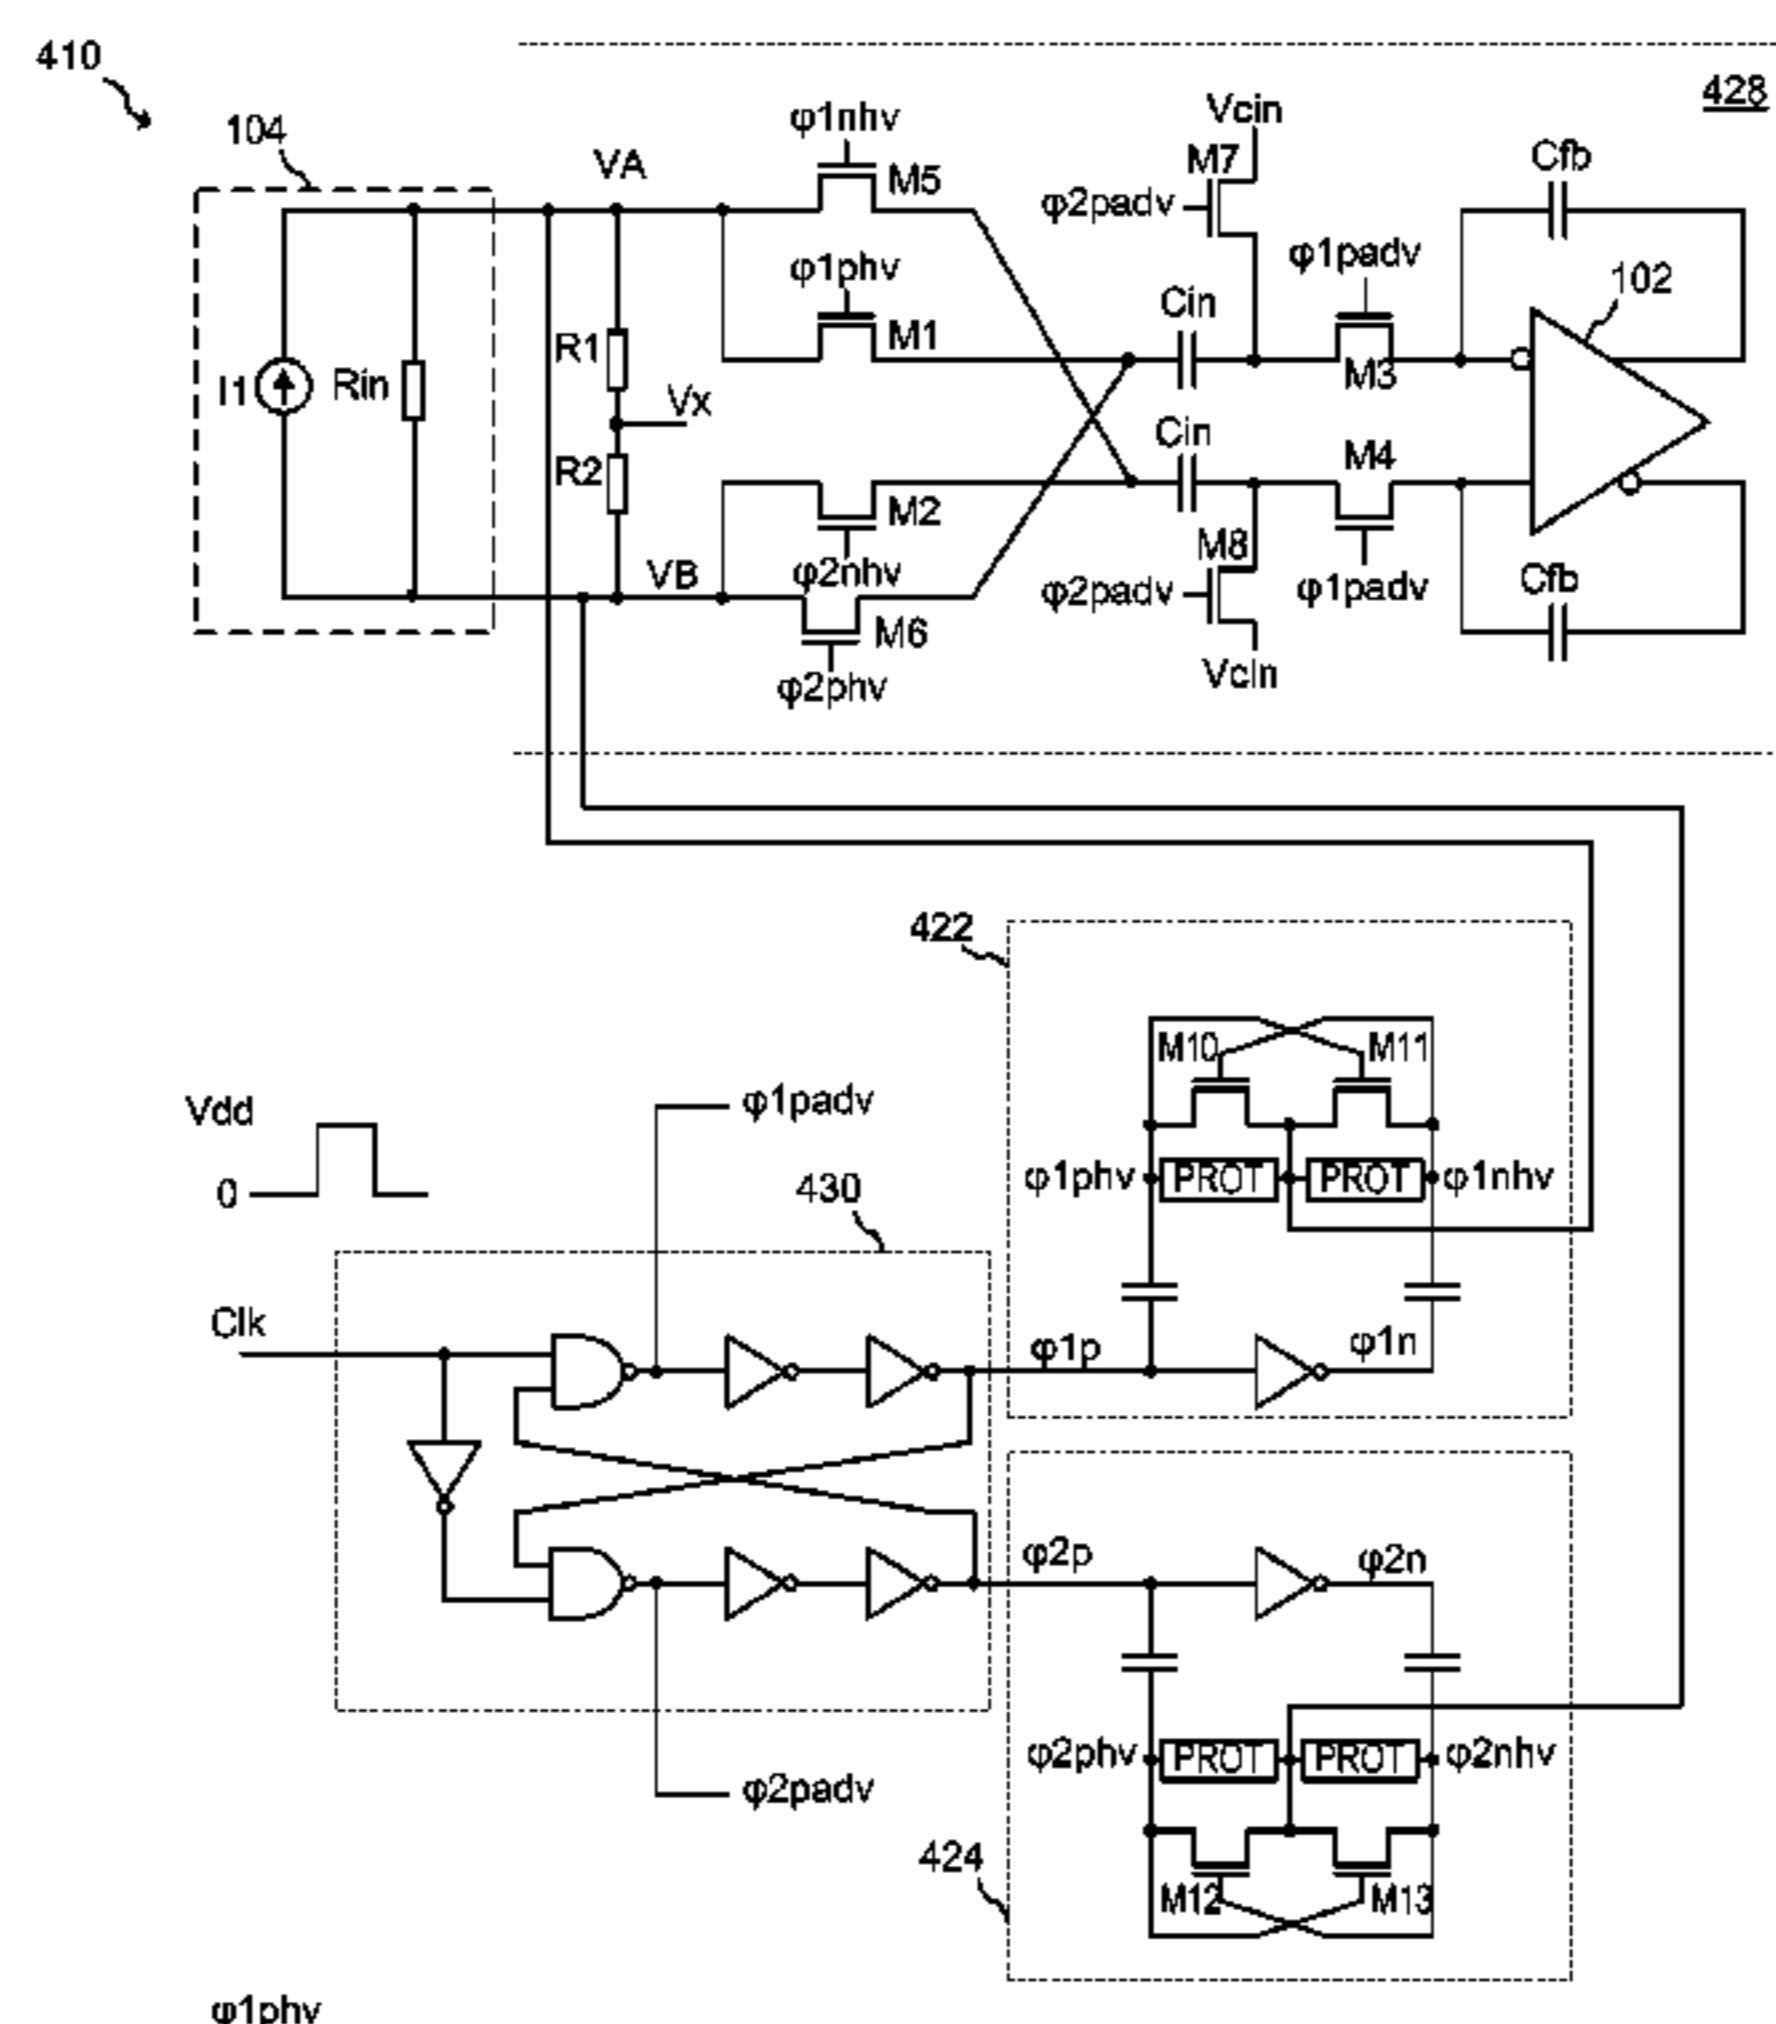 410
428
104
φ1nhv
Vcin
VA
M5
M7
Cfb
φ2padv
φ1phv
φ1padv
102
M1
Cin
R1
M3
I1
Rin
Vx
Cin
M4
R2
M2
M8
VB
φ2nhv
φ2padv
φ1padv
Cfb
M6
φ2phv
Vcin
422
M10
M11
Vdd
φ1padv
0
430
φ1phv
PROT
PROT
φ1nhv
Clk
φ1p
φ1n
φ2p
φ2n
φ2phv
PROT
PROT
φ2nhv
φ2padv
424
M12
M13
φ1phv